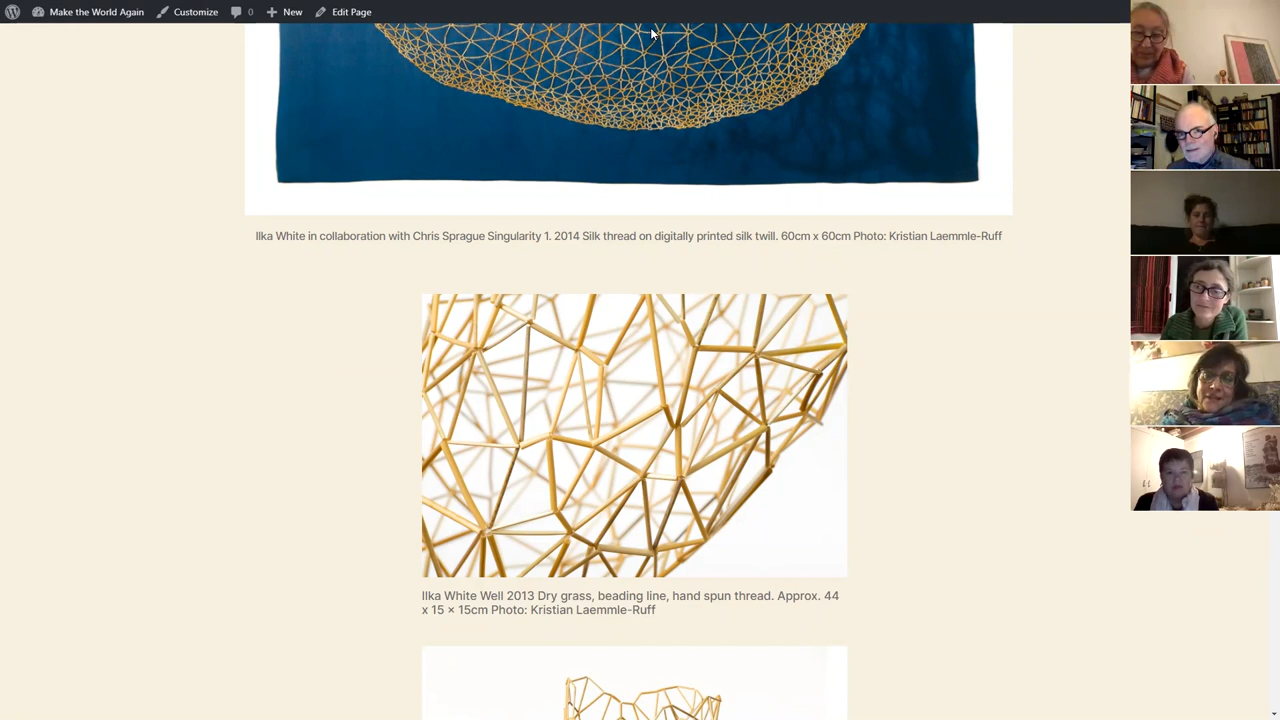 Make the World Again
Customize
0
New
Edit Page
Ilka White in collaboration with Chris Sprague Singularity 1. 2014 Silk thread on digitally printed silk twill. 60cm x 60cm Photo: Kristian Laemmle-Ruff
Ilka White Well 2013 Dry grass, beading line, hand spun thread. Approx. 44
x 15 × 15cm Photo: Kristian Laemmle-Ruff